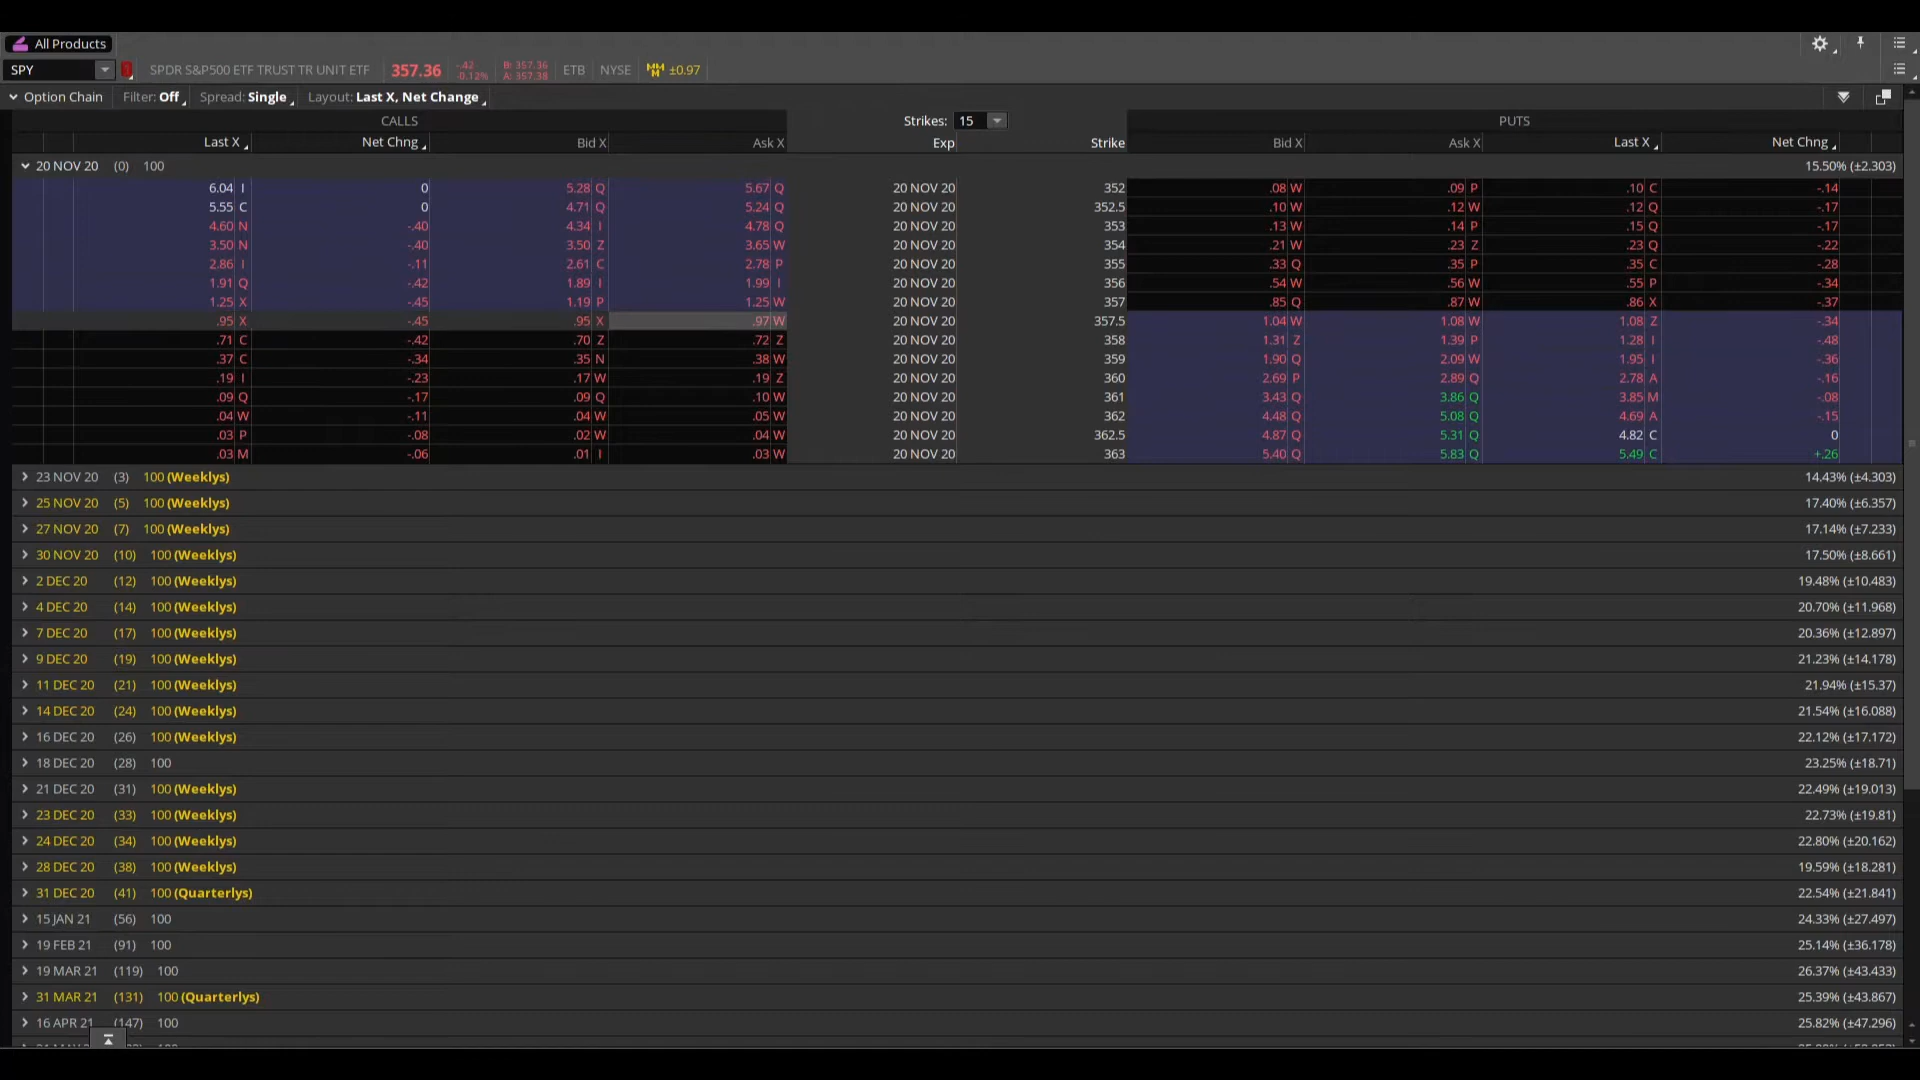 All Products
SPY SPDR S&P500 ETF TRUST TR UNIT ETF 357.36 -.42 -0.12% B: 357.36 A: 357.38 ETB NYSE ±0.97
Option Chain Filter: Off Spread: Single Layout: Last X, Net Change
CALLS Strikes: 15 PUTS
Last X Net Chng Bid X Ask X Exp Strike Bid X Ask X Last X Net Chng
20 NOV 20 (0) 100 15.50% (±2.303)
6.04 I 0 5.28 Q 5.67 Q 20 NOV 20 352 .08 W .09 P .10 C -.14
5.55 C 0 4.71 Q 5.24 Q 20 NOV 20 352.5 .10 W .12 W .12 Q -.17
4.60 N -.40 4.34 I 4.78 Q 20 NOV 20 353 .13 W .14 P .15 Q -.17
3.50 N -.40 3.50 Z 3.65 W 20 NOV 20 354 .21 W .23 Z .23 Q -.22
2.86 I -.11 2.61 C 2.78 P 20 NOV 20 355 .33 Q .35 P .35 C -.28
1.91 Q -.42 1.89 I 1.99 I 20 NOV 20 356 .54 W .56 W .55 P -.34
1.25 X -.45 1.19 P 1.25 W 20 NOV 20 357 .85 Q .87 W .86 X -.37
.95 X -.45 .95 X .97 W 20 NOV 20 357.5 1.04 W 1.08 W 1.08 Z -.34
.71 C -.42 .70 Z .72 Z 20 NOV 20 358 1.31 Z 1.39 P 1.28 I -.48
.37 C -.34 .35 N .38 W 20 NOV 20 359 1.90 Q 2.09 W 1.95 I -.36
.19 I -.23 .17 W .19 Z 20 NOV 20 360 2.69 P 2.89 Q 2.78 A -.16
.09 Q -.17 .09 Q .10 W 20 NOV 20 361 3.43 Q 3.86 Q 3.85 M -.08
.04 W -.11 .04 W .05 W 20 NOV 20 362 4.48 Q 5.08 Q 4.69 A -.15
.03 P -.08 .02 W .04 W 20 NOV 20 362.5 4.87 Q 5.31 Q 4.82 C 0
.03 M -.06 .01 I .03 W 20 NOV 20 363 5.40 Q 5.83 Q 5.49 C +.26
23 NOV 20 (3) 100 (Weeklys) 14.43% (±4.303)
25 NOV 20 (5) 100 (Weeklys) 17.40% (±6.357)
27 NOV 20 (7) 100 (Weeklys) 17.14% (±7.233)
30 NOV 20 (10) 100 (Weeklys) 17.50% (±8.661)
2 DEC 20 (12) 100 (Weeklys) 19.48% (±10.483)
4 DEC 20 (14) 100 (Weeklys) 20.70% (±11.968)
7 DEC 20 (17) 100 (Weeklys) 20.36% (±12.897)
9 DEC 20 (19) 100 (Weeklys) 21.23% (±14.178)
11 DEC 20 (21) 100 (Weeklys) 21.94% (±15.37)
14 DEC 20 (24) 100 (Weeklys) 21.54% (±16.088)
16 DEC 20 (26) 100 (Weeklys) 22.12% (±17.172)
18 DEC 20 (28) 100 23.25% (±18.71)
21 DEC 20 (31) 100 (Weeklys) 22.49% (±19.013)
23 DEC 20 (33) 100 (Weeklys) 22.73% (±19.81)
24 DEC 20 (34) 100 (Weeklys) 22.80% (±20.162)
28 DEC 20 (38) 100 (Weeklys) 19.59% (±18.281)
31 DEC 20 (41) 100 (Quarterlys) 22.54% (±21.841)
15 JAN 21 (56) 100 24.33% (±27.497)
19 FEB 21 (91) 100 25.14% (±36.178)
19 MAR 21 (119) 100 26.37% (±43.433)
31 MAR 21 (131) 100 (Quarterlys) 25.39% (±43.867)
16 APR 21 (147) 100 25.82% (±47.296)